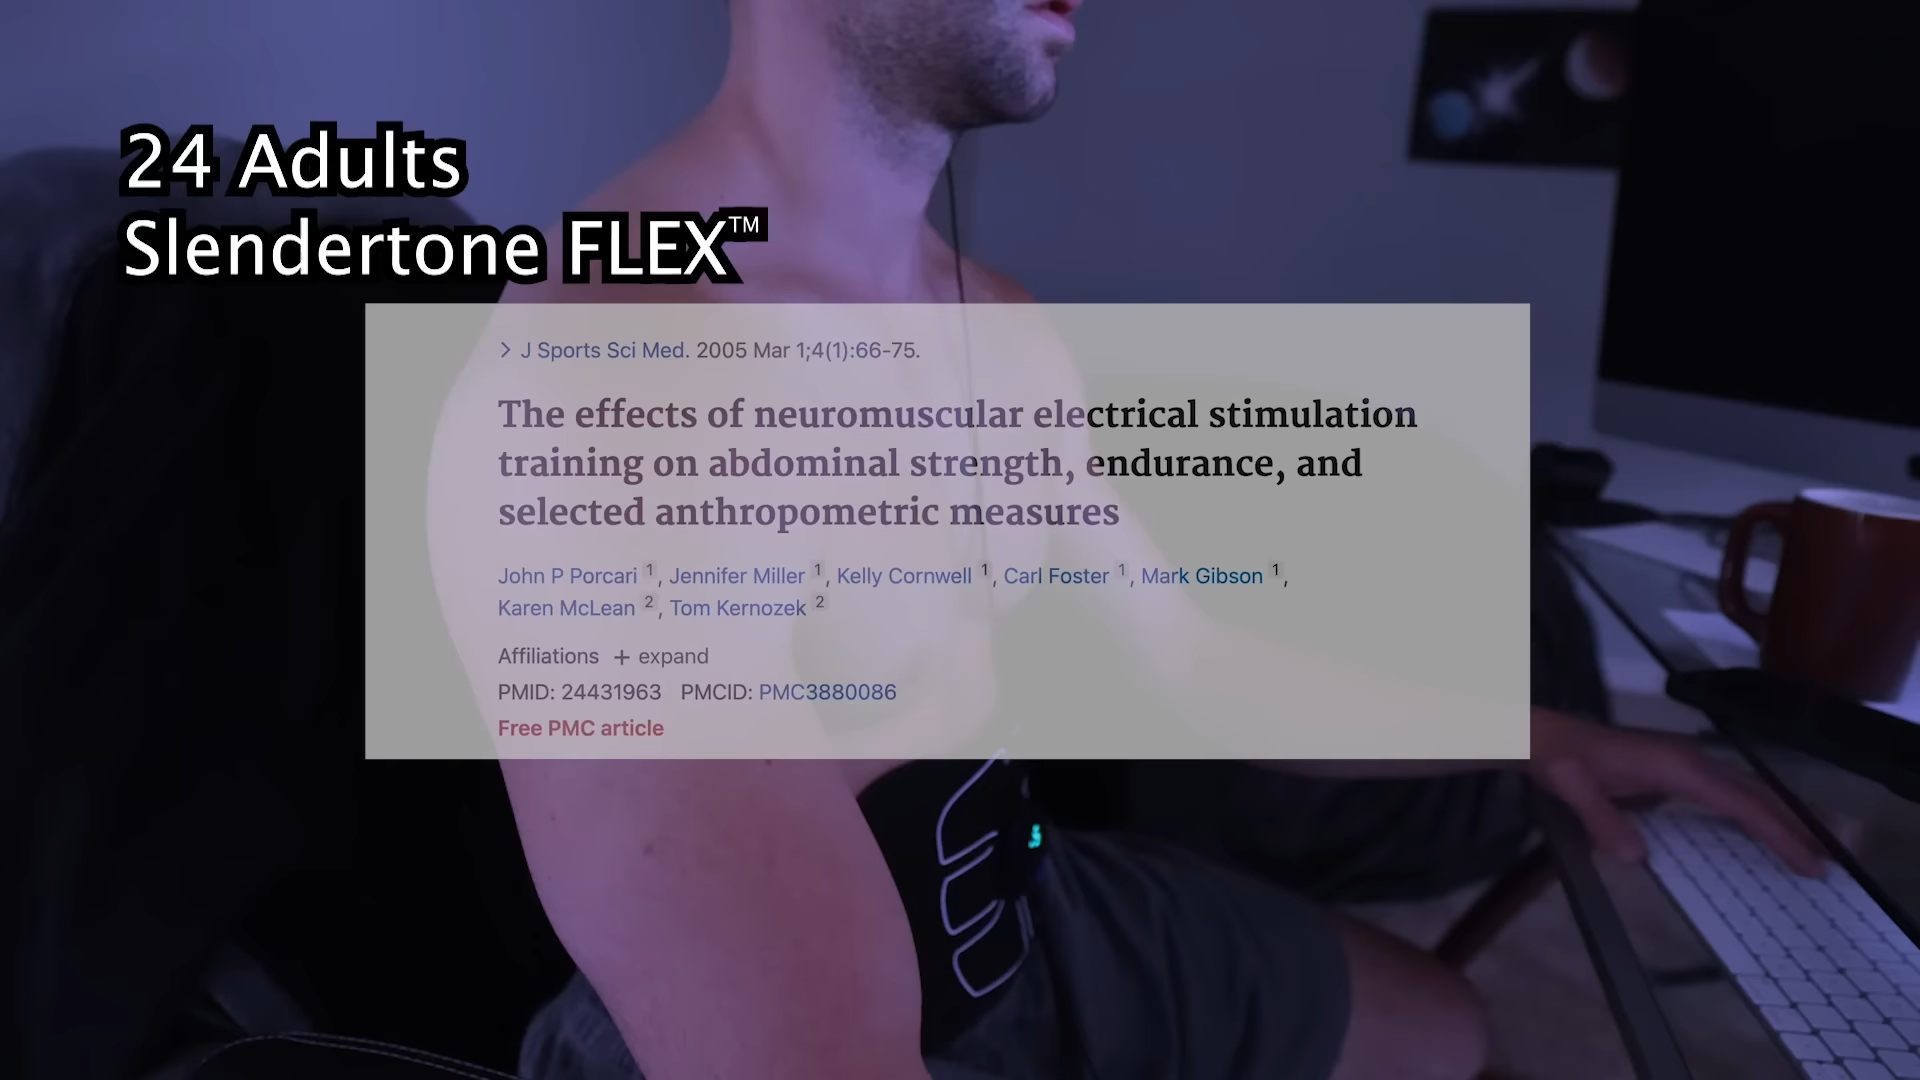 24 Adults
Slendertone FLEX™
> J Sports Sci Med. 2005 Mar 1;4(1):66-75.
The effects of neuromuscular electrical stimulation
training on abdominal strength, endurance, and
selected anthropometric measures
John P Porcari 1, Jennifer Miller 1, Kelly Cornwell 1, Carl Foster 1, Mark Gibson 1,
Karen McLean 2, Tom Kernozek 2
Affiliations + expand
PMID: 24431963 PMCID: PMC3880086
Free PMC article